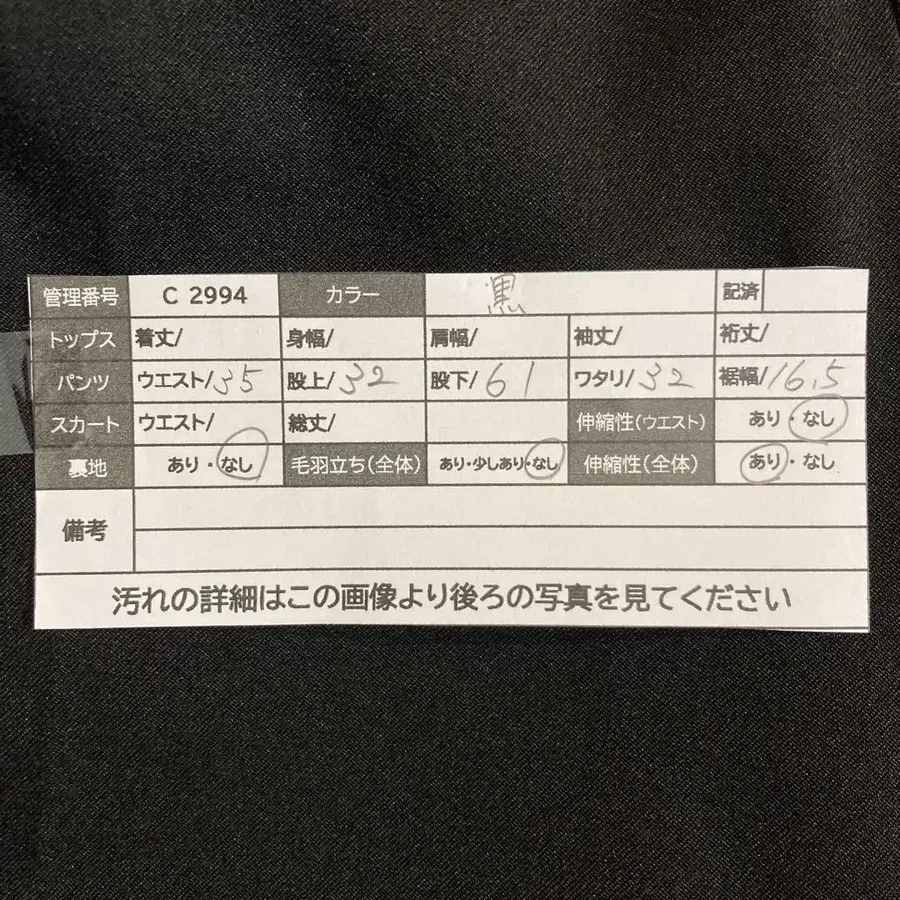 管理番号 C 2994 カラー 黒 記済
トップス 着丈/ 身幅/ 肩幅/ 袖丈/ 裄丈/
パンツ ウエスト/35 股上/32 股下/61 ワタリ/32 裾幅/16.5
スカート ウエスト/ 総丈/ 伸縮性(ウエスト) あり・なし
裏地 あり・なし 毛羽立ち(全体) あり・少しあり・なし 伸縮性(全体) あり・なし
備考
汚れの詳細はこの画像より後ろの写真を見てください